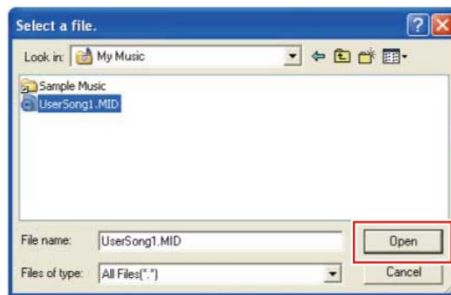 Select a file.
Look in: My Music
Sample Music
UserSong1.MID
File name: UserSong1.MID Open
Files of type: All Files("*.*") Cancel